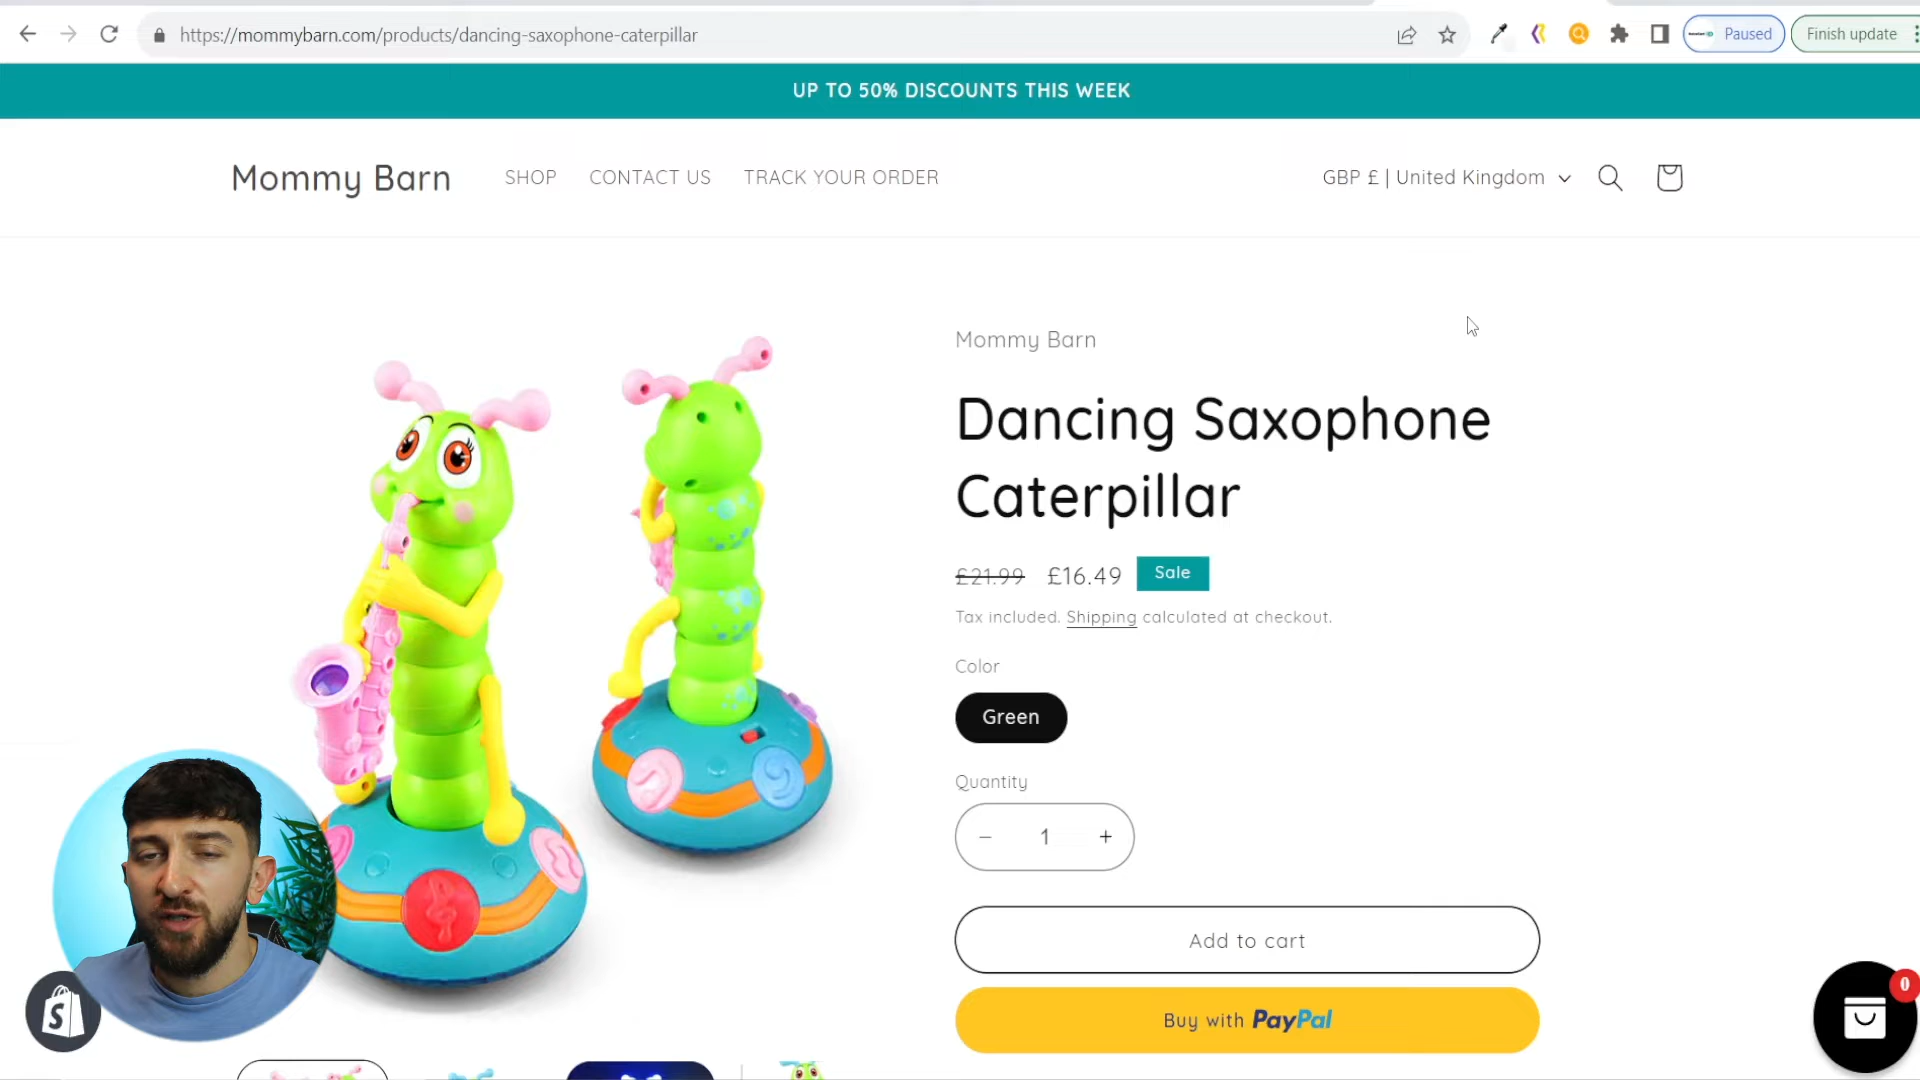 https://mommybarn.com/products/dancing-saxophone-caterpillar
Paused
Finish update
UP TO 50% DISCOUNTS THIS WEEK
Mommy Barn
SHOP
CONTACT US
TRACK YOUR ORDER
GBP £ | United Kingdom
Mommy Barn
Dancing Saxophone
Caterpillar
£21.99 £16.49 Sale
Tax included. Shipping calculated at checkout.
Color
Green
Quantity
− 1 +
Add to cart
Buy with PayPal
0